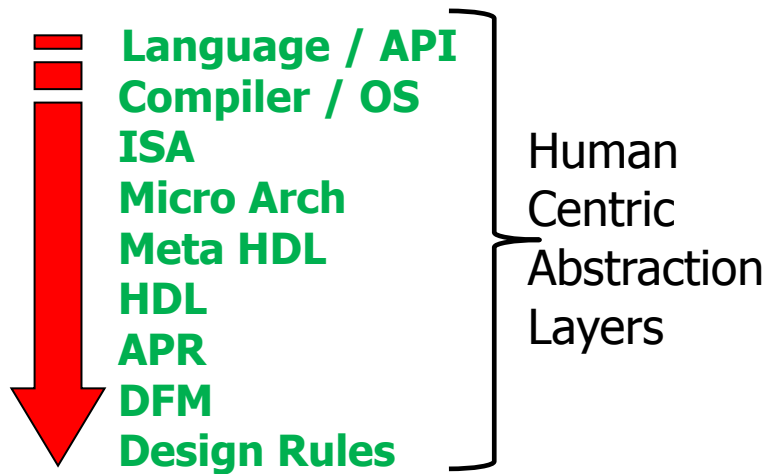 Language / API
Compiler / OS
ISA
Micro Arch
Meta HDL
HDL
APR
DFM
Design Rules
Human
Centric
Abstraction
Layers